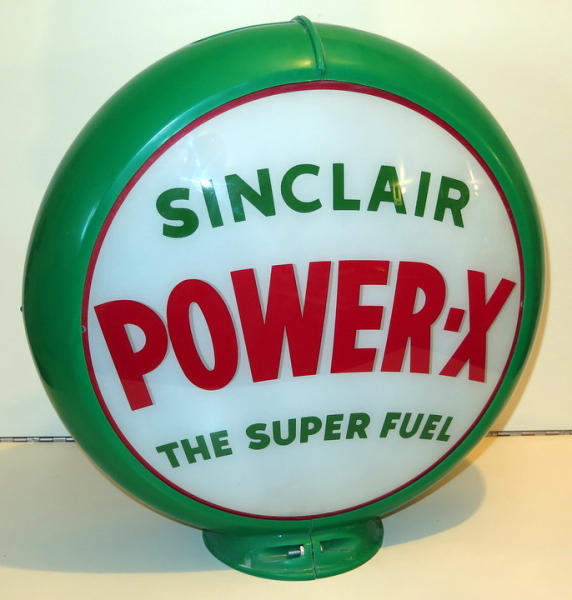 SINCLAIR
POWER-X
THE SUPER FUEL